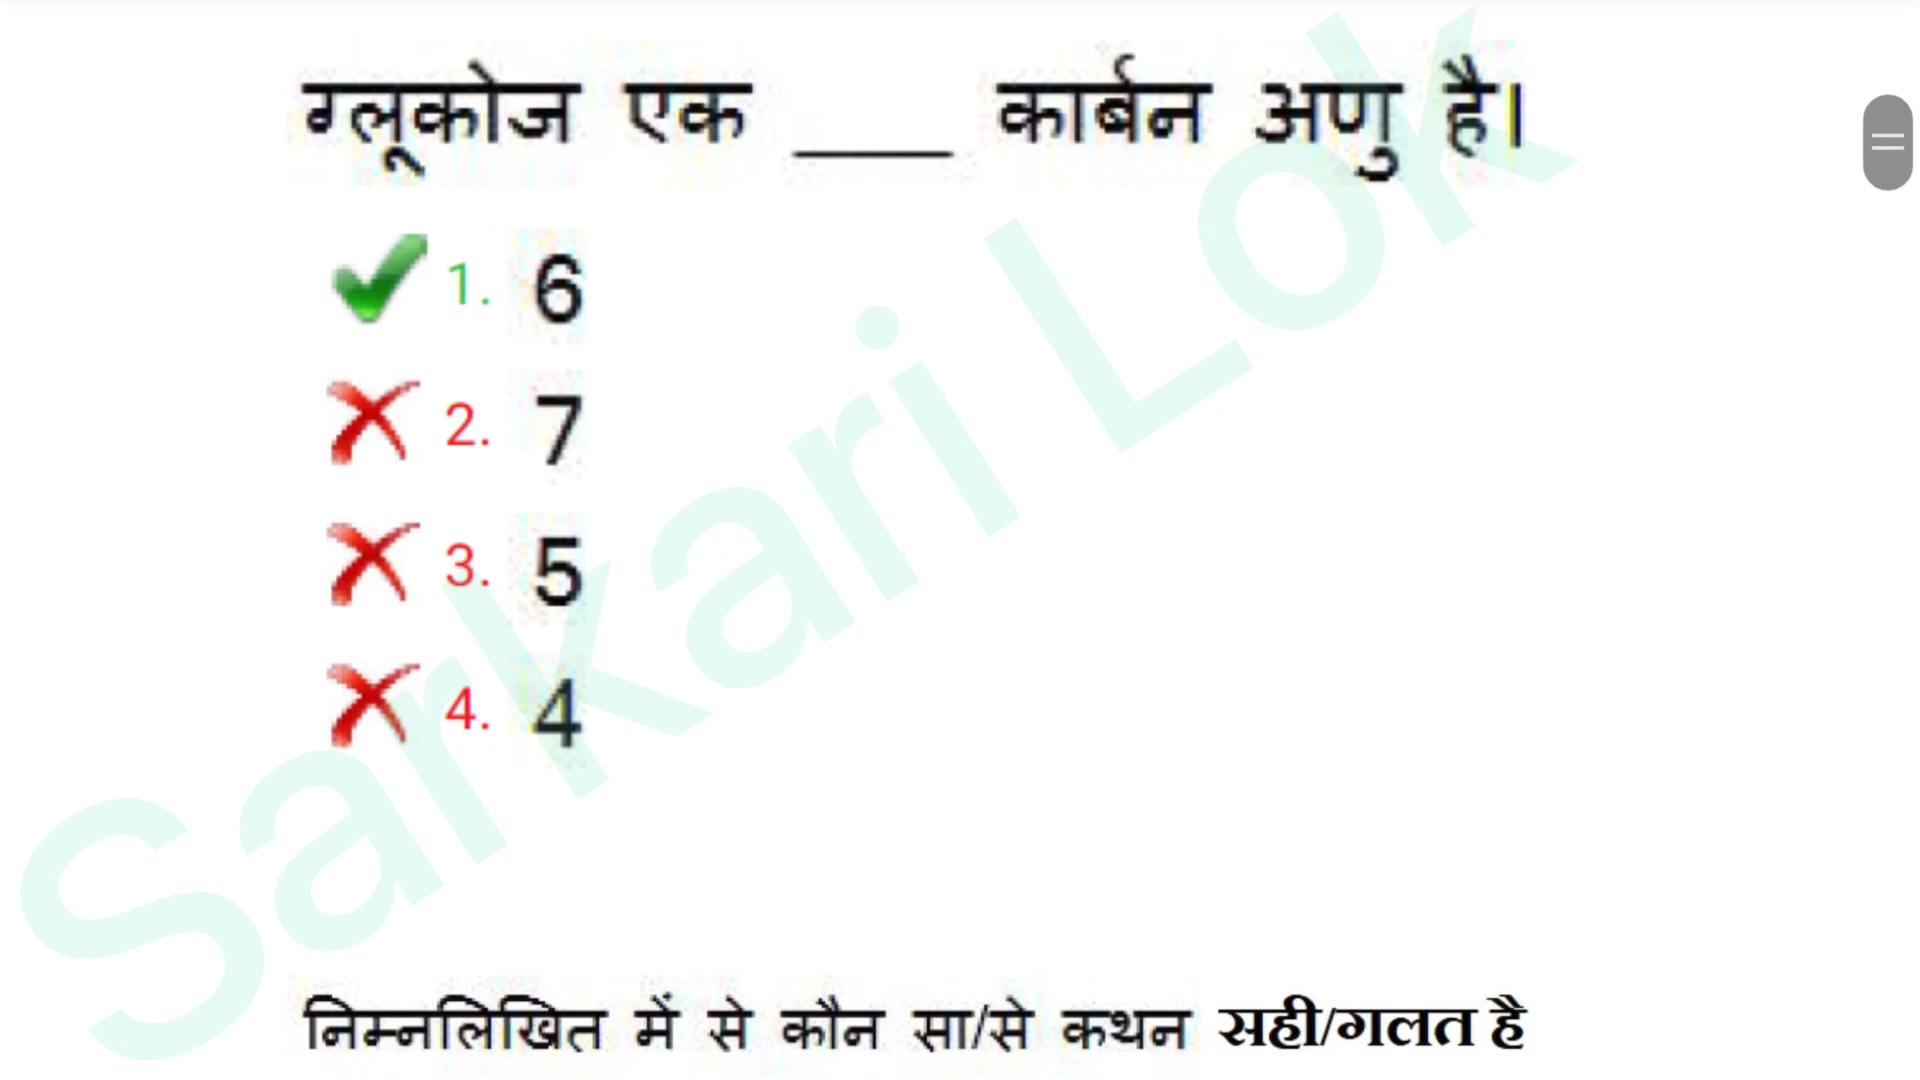 ग्लूकोज एक ____ कार्बन अणु है।
1. 6
2. 7
3. 5
4. 4
निम्नलिखित में से कौन सा/से कथन सही/गलत है
Sarkari Lok